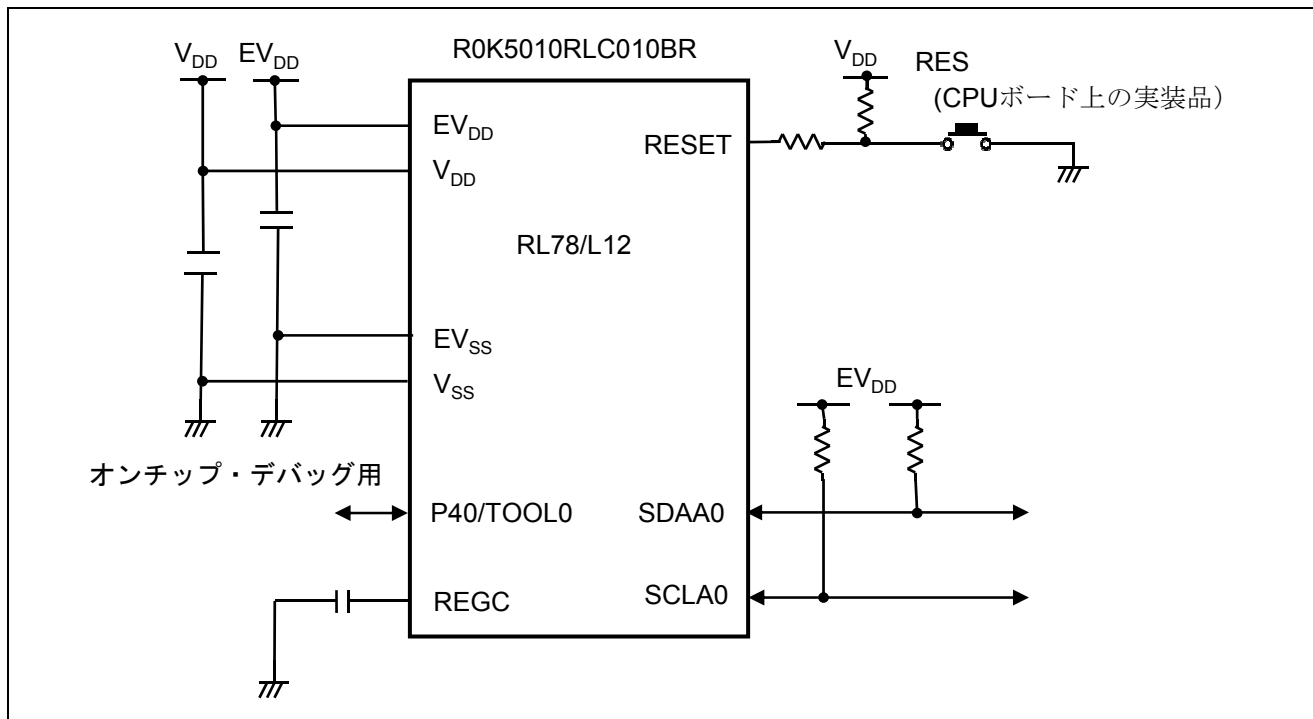 R0K5010RLC010BR
VDD EVDD
VDD
RES
(CPUボード上の実装品）
EVDD
VDD
RESET
RL78/L12
EVSS
VSS
EVDD
オンチップ・デバッグ用
P40/TOOL0
SDAA0
REGC
SCLA0